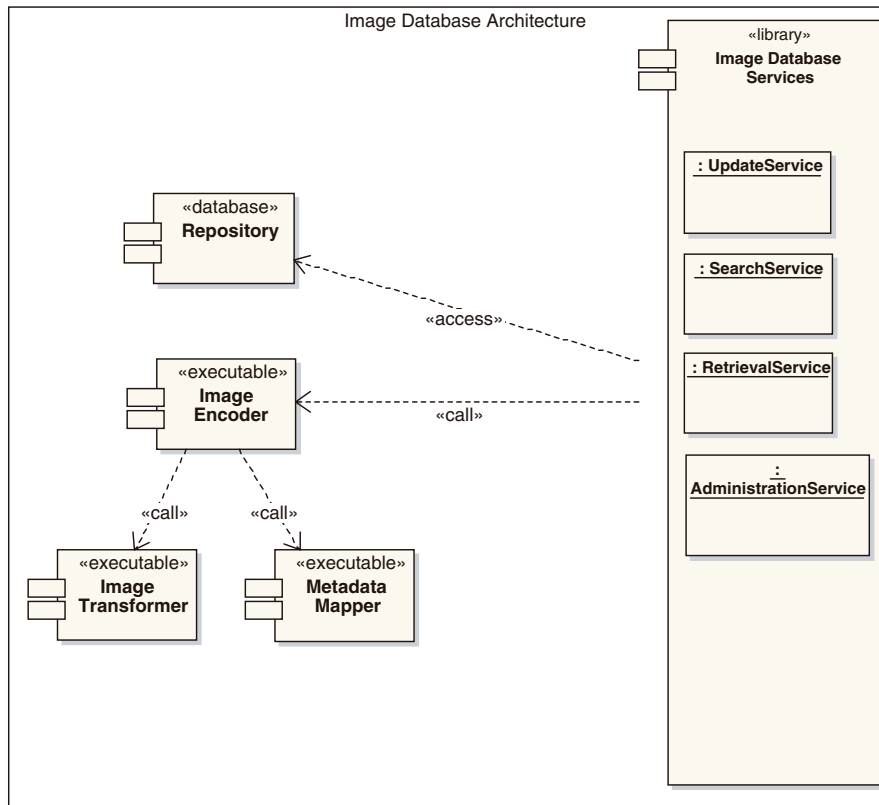 Image Database Architecture
«library»
Image Database
Services
: UpdateService
«database»
Repository
: SearchService
«access»
«executable»
Image
Encoder
: RetrievalService
«call»
:
AdministrationService
«call»
«call»
«executable»
Image
Transformer
«executable»
Metadata
Mapper